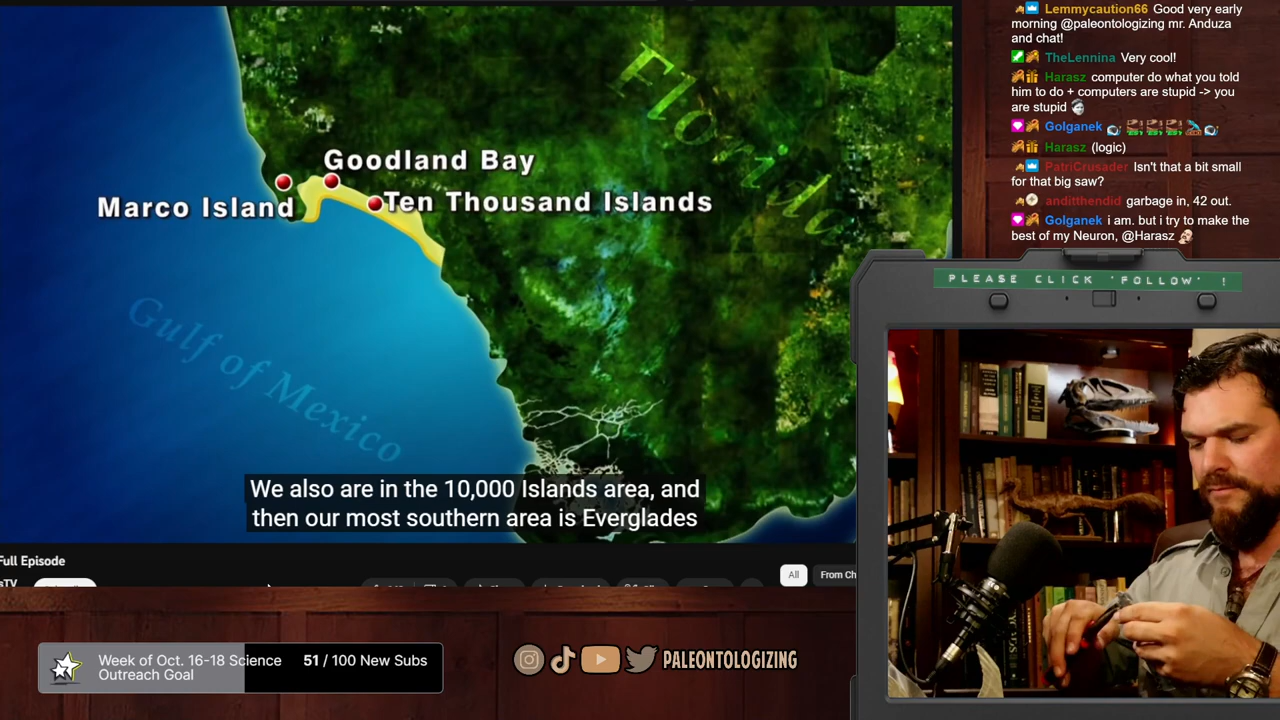 Florida
Goodland Bay
Marco Island
Ten Thousand Islands
Gulf of Mexico
We also are in the 10,000 Islands area, and
then our most southern area is Everglades
Full Episode
sTV
All
From Ch
Week of Oct. 16-18 Science
Outreach Goal
51 / 100 New Subs
PALEONTOLOGIZING
Lemmycaution66 Good very early
morning @paleontologizing mr. Anduza
and chat!
TheLennina Very cool!
Harasz computer do what you told
him to do + computers are stupid -> you
are stupid
Golganek
Harasz (logic)
PatriCrusader Isn't that a bit small
for that big saw?
anditthendid garbage in, 42 out.
Golganek i am. but i try to make the
best of my Neuron, @Harasz
PLEASE CLICK 'FOLLOW' !